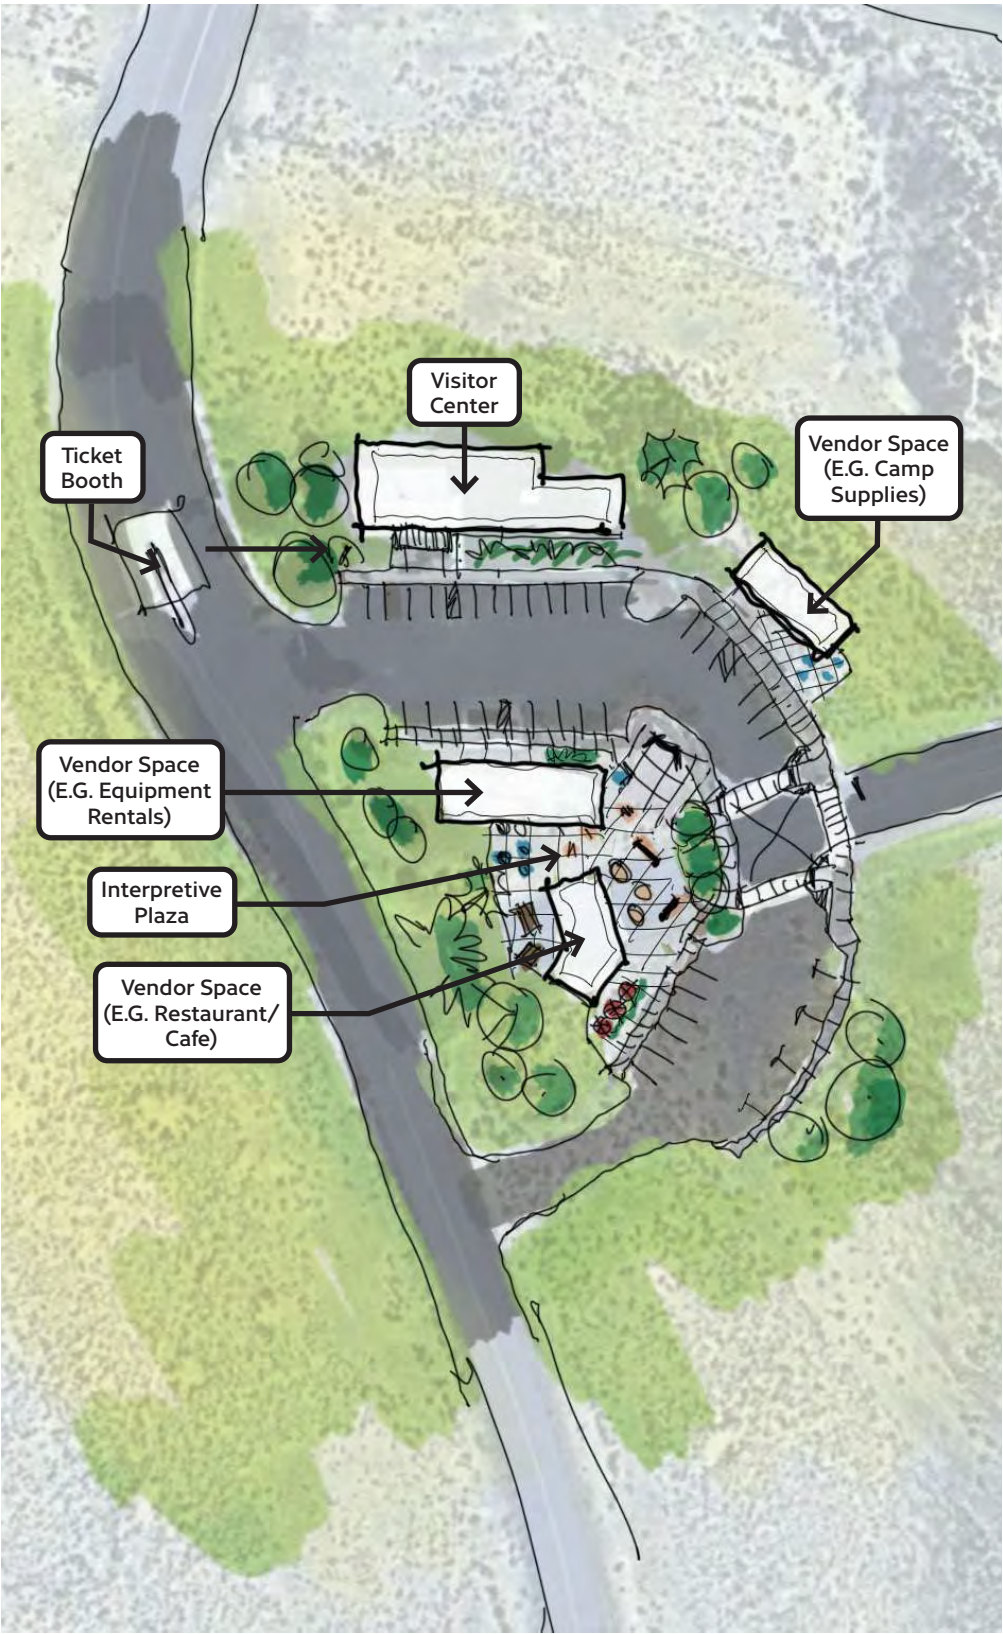 Visitor
Center
Ticket
Booth
Vendor Space
(E.G. Camp
Supplies)
Vendor Space
(E.G. Equipment
Rentals)
Interpretive
Plaza
Vendor Space
(E.G. Restaurant/
Cafe)